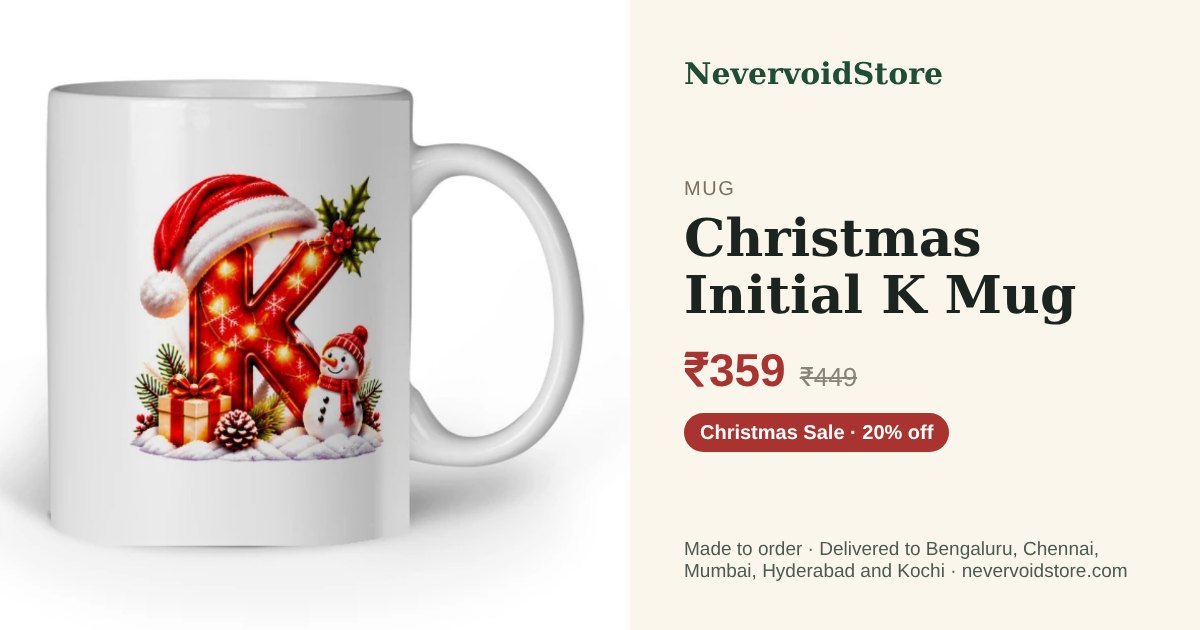 K
NevervoidStore
MUG
Christmas
Initial K Mug
₹359 ₹449
Christmas Sale · 20% off
Made to order · Delivered to Bengaluru, Chennai,
Mumbai, Hyderabad and Kochi · nevervoidstore.com